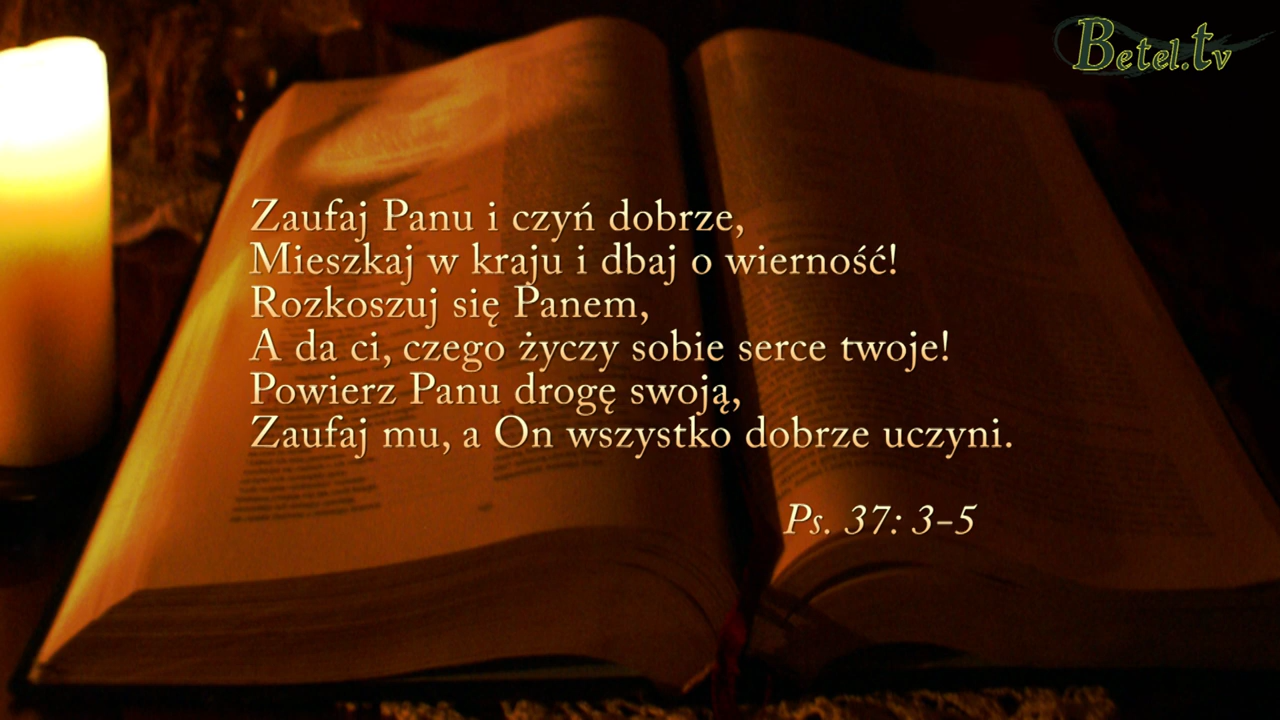 Betel.tv
Zaufaj Panu i czyń dobrze,
Mieszkaj w kraju i dbaj o wierność!
Rozkoszuj się Panem,
A da ci, czego życzy sobie serce twoje!
Powierz Panu drogę swoją,
Zaufaj mu, a On wszystko dobrze uczyni.
Ps. 37: 3-5